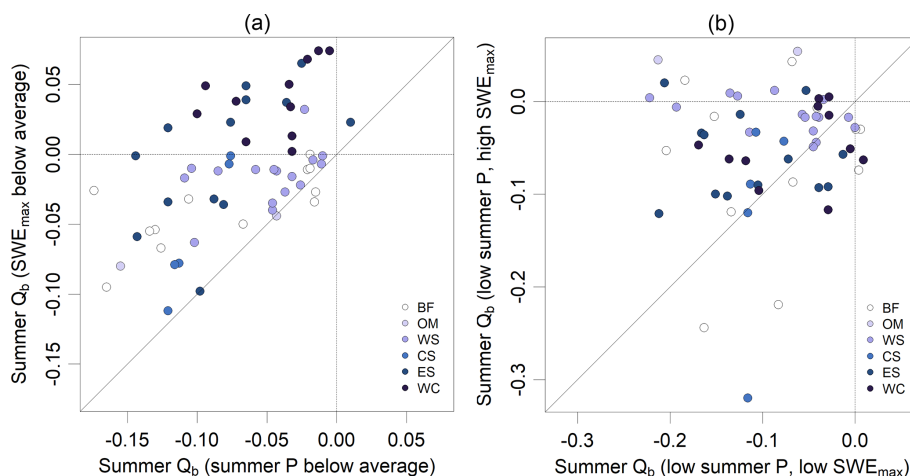 (a)
Summer Q_b (SWE_max below average)
0.05
0.00
-0.05
-0.10
-0.15
BF
OM
WS
CS
ES
WC
-0.15 -0.10 -0.05 0.00 0.05
Summer Q_b (summer P below average)
(b)
Summer Q_b (low summer P, high SWE_max)
0.0
-0.1
-0.2
-0.3
BF
OM
WS
CS
ES
WC
-0.3 -0.2 -0.1 0.0
Summer Q_b (low summer P, low SWE_max)